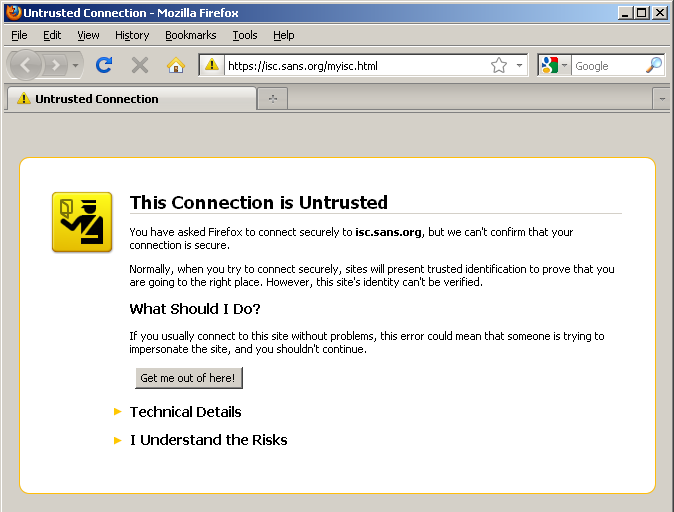 Untrusted Connection - Mozilla Firefox
File Edit View History Bookmarks Tools Help
https://isc.sans.org/myisc.html
Google
Untrusted Connection
This Connection is Untrusted
You have asked Firefox to connect securely to isc.sans.org, but we can't confirm that your
connection is secure.
Normally, when you try to connect securely, sites will present trusted identification to prove that you
are going to the right place. However, this site's identity can't be verified.
What Should I Do?
If you usually connect to this site without problems, this error could mean that someone is trying to
impersonate the site, and you shouldn't continue.
Get me out of here!
Technical Details
I Understand the Risks